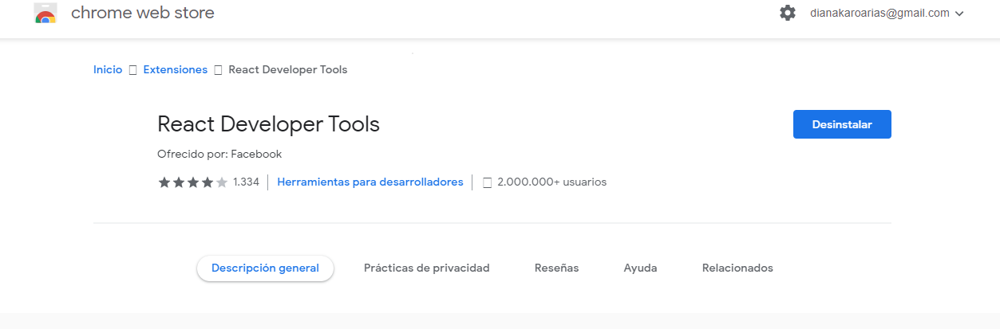 chrome web store
dianakaroarias@gmail.com
Inicio Extensiones React Developer Tools
React Developer Tools
Desinstalar
Ofrecido por: Facebook
1.334 Herramientas para desarrolladores 2.000.000+ usuarios
Descripción general Prácticas de privacidad Reseñas Ayuda Relacionados